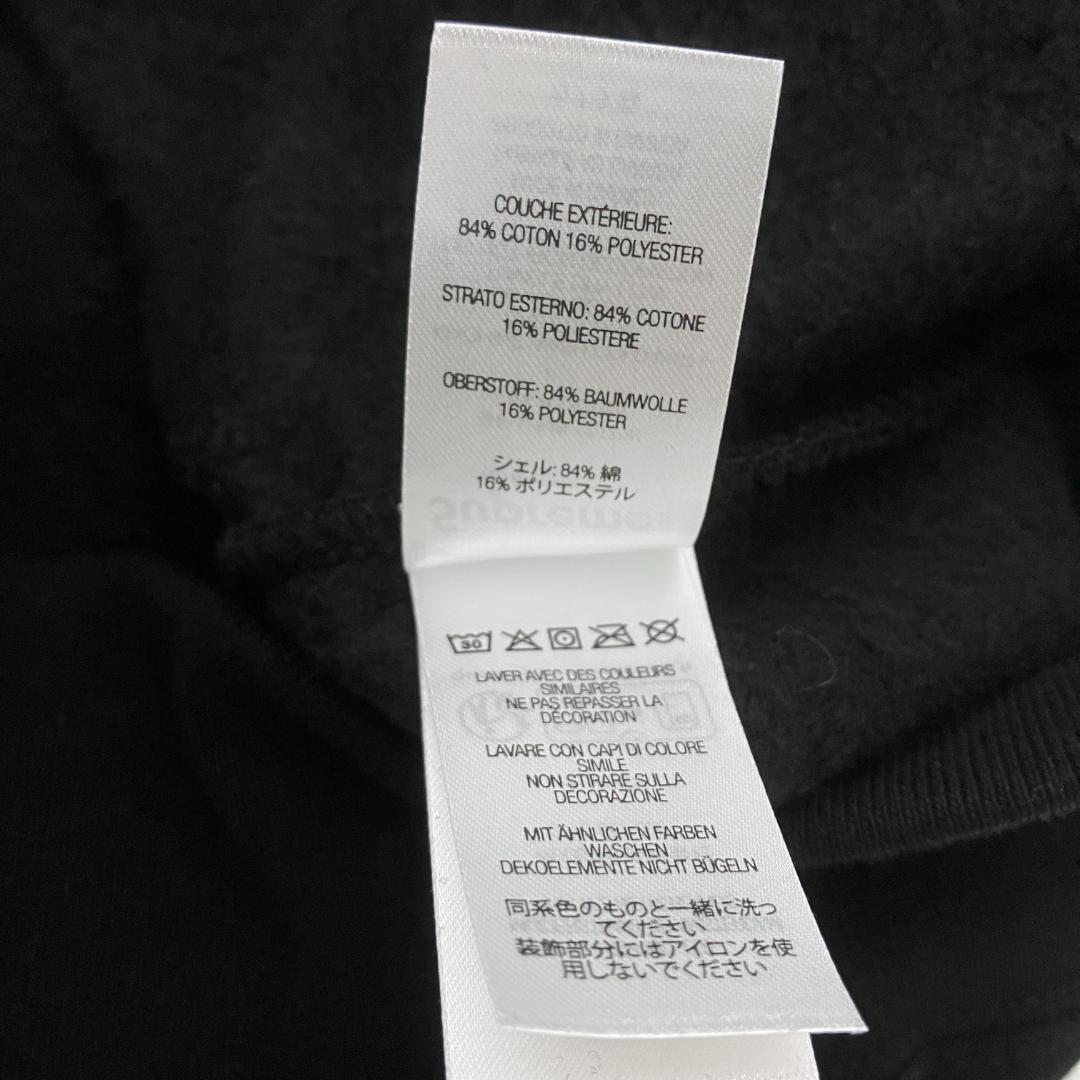 COUCHE EXTÉRIEURE:
84% COTON 16% POLYESTER
STRATO ESTERNO: 84% COTONE
16% POLIESTERE
OBERSTOFF: 84% BAUMWOLLE
16% POLYESTER
シェル: 84% 綿
16% ポリエステル
Supreme
30
LAVER AVEC DES COULEURS
SIMILAIRES
NE PAS REPASSER LA
DÉCORATION
LAVARE CON CAPI DI COLORE
SIMILE
NON STIRARE SULLA
DECORAZIONE
MIT ÄHNLICHEN FARBEN
WASCHEN
DEKOELEMENTE NICHT BÜGELN
同系色のものと一緒に洗っ
てください
装飾部分にはアイロンを使
用しないでください